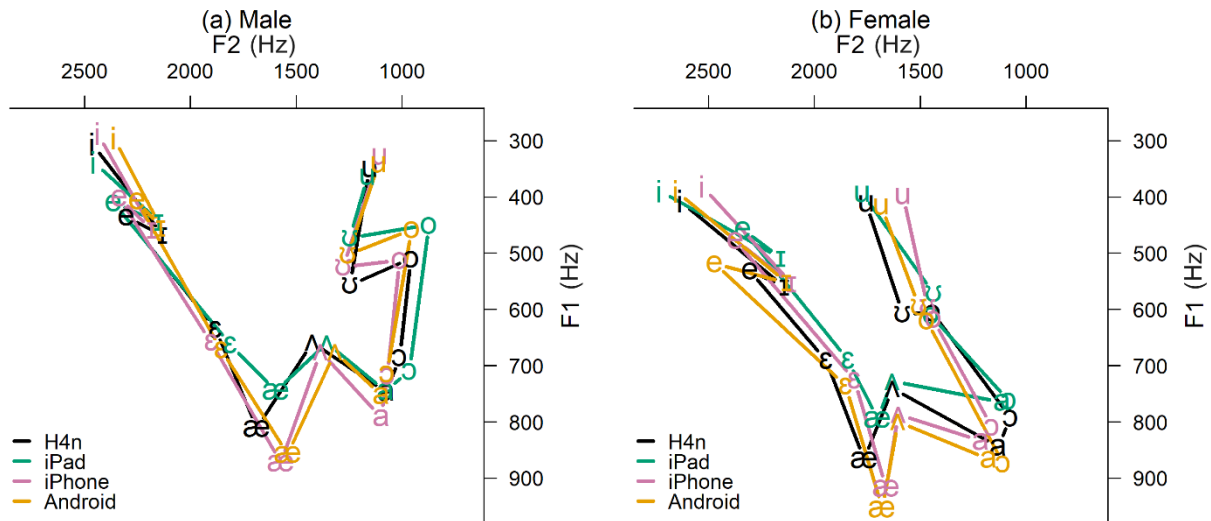 (a) Male
F2 (Hz)
2500 2000 1500 1000
300
400
500
600
700
800
900
F1 (Hz)
i i i i
e e e e
ɪ ɪ ɪ ɪ
ɛ ɛ ɛ ɛ
æ æ æ æ
ʌ ʌ ʌ ʌ
a a a a
ɔ ɔ ɔ ɔ
o o o o
ʊ ʊ ʊ ʊ
u u u u
H4n
iPad
iPhone
Android
(b) Female
F2 (Hz)
2500 2000 1500 1000
300
400
500
600
700
800
900
F1 (Hz)
i i i i
e e e e
ɪ ɪ ɪ ɪ
ɛ ɛ ɛ ɛ
æ æ æ æ
ʌ ʌ ʌ ʌ
a a a a
ɔ ɔ ɔ ɔ
o o o o
ʊ ʊ ʊ ʊ
u u u u
H4n
iPad
iPhone
Android